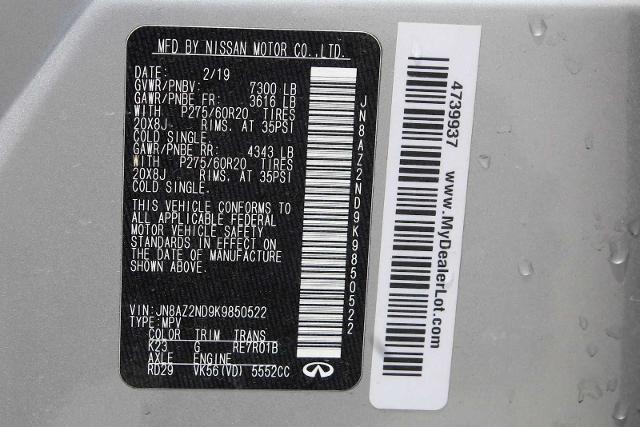 MFD BY NISSAN MOTOR CO.,LTD.
DATE: 2/19
GVWR/PNBV: 7300 LB
GAWR/PNBE FR: 3616 LB
WITH P275/60R20 TIRES
20X8J- RIMS, AT 35PSI
COLD SINGLE.
GAWR/PNBE RR: 4343 LB
WITH P275/60R20 TIRES
20X8J RIMS, AT 35PSI
COLD SINGLE.
THIS VEHICLE CONFORMS TO
ALL APPLICABLE FEDERAL
MOTOR VEHICLE SAFETY
STANDARDS IN EFFECT ON
THE DATE OF MANUFACTURE
SHOWN ABOVE.
VIN: JN8AZ2ND9K9850522
TYPE: MPV
COLOR TRIM TRANS
K23 G RE7R01B
AXLE ENGINE
RD29 VK56(VD) 5552CC
JN8AZ2ND9K9850522
4739937 www.MyDealerLot.com